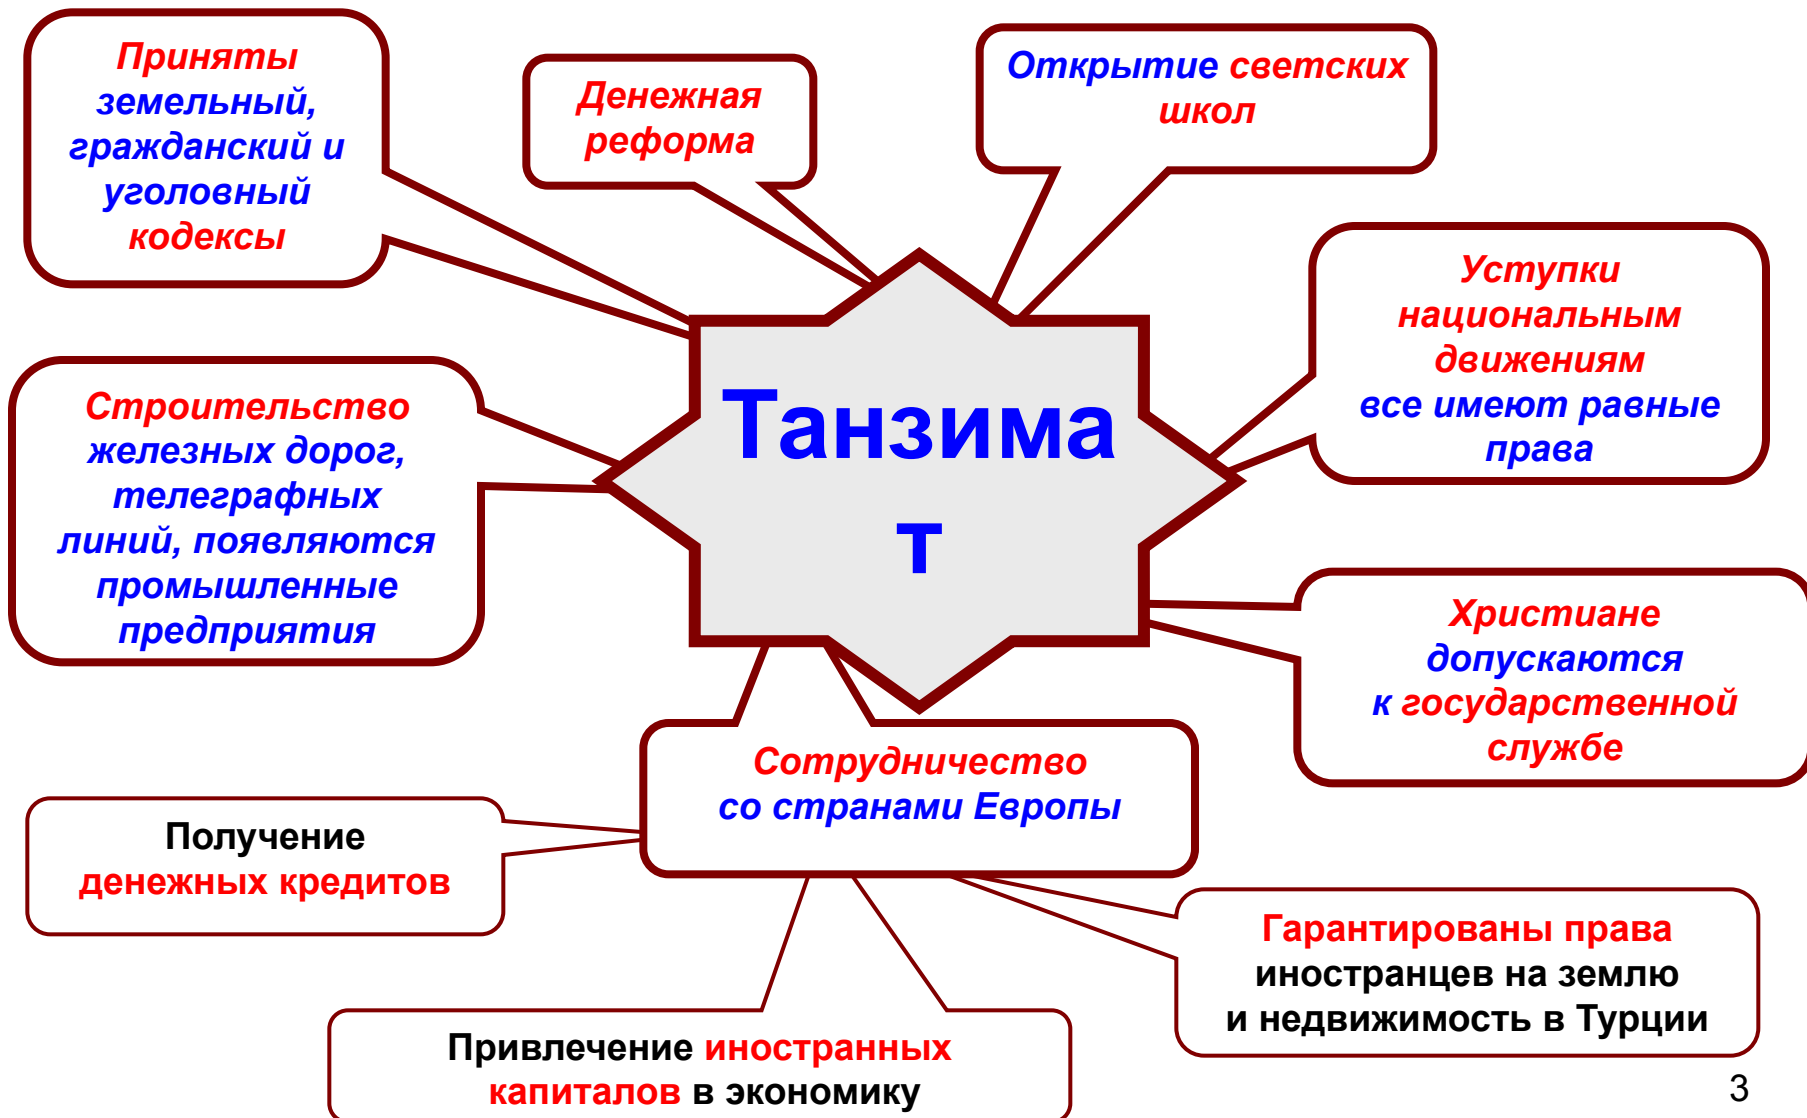 Приняты
земельный,
гражданский и
уголовный
кодексы
Денежная
реформа
Открытие светских
школ
Уступки
национальным
движениям
все имеют равные
права
Строительство
железных дорог,
телеграфных
линий, появляются
промышленные
предприятия
Танзима
т
Христиане
допускаются
к государственной
службе
Сотрудничество
со странами Европы
Получение
денежных кредитов
Гарантированы права
иностранцев на землю
и недвижимость в Турции
Привлечение иностранных
капиталов в экономику
3